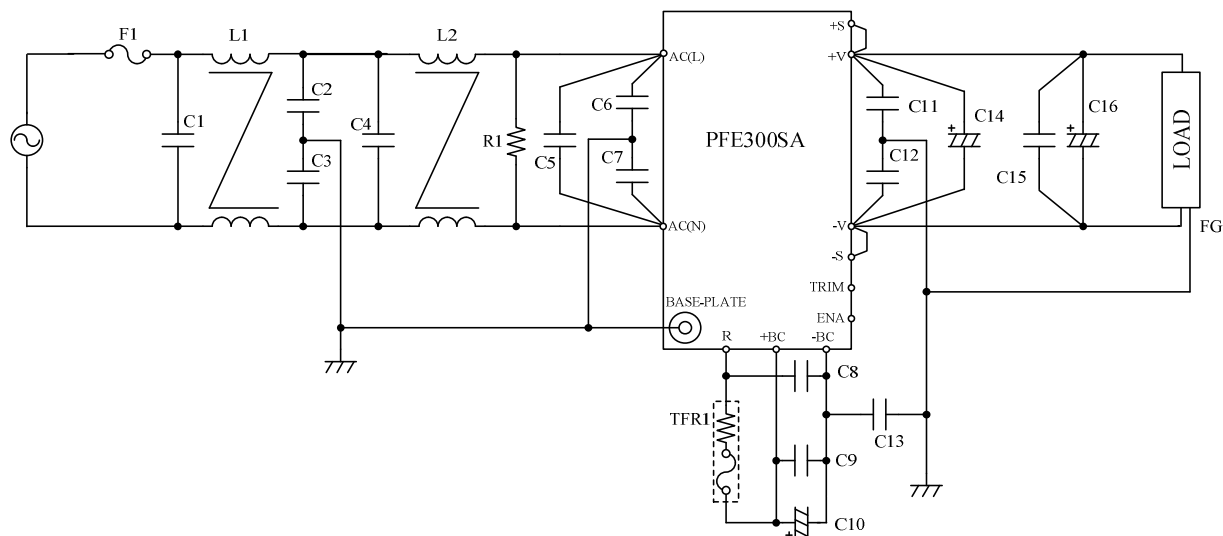 F1
L1
L2
C1
C2
C3
C4
R1
C5
C6
C7
AC(L)
AC(N)
PFE300SA
BASE-PLATE
R
+BC
-BC
+S
+V
-V
-S
TRIM
ENA
C11
C12
C14
C15
C16
LOAD
FG
TFR1
C8
C9
C10
C13
+
+
+